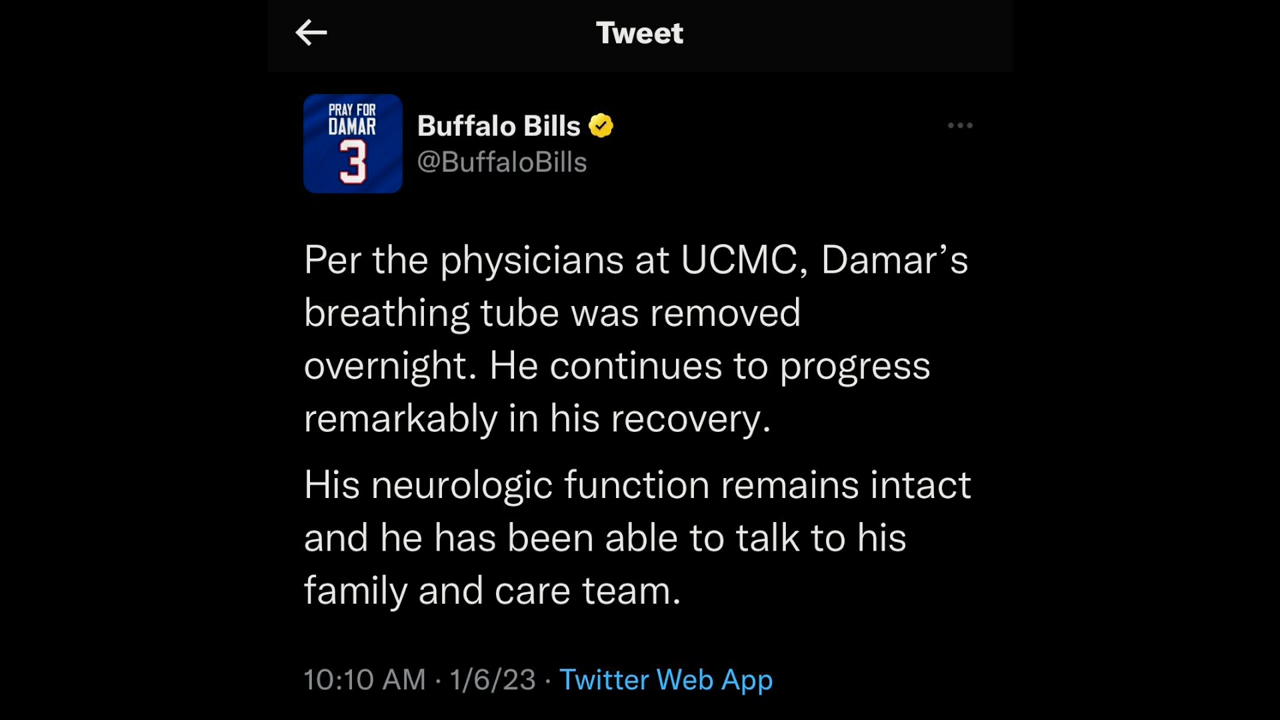 Tweet
PRAY FOR
DAMAR
3
Buffalo Bills
@BuffaloBills
Per the physicians at UCMC, Damar’s
breathing tube was removed
overnight. He continues to progress
remarkably in his recovery.
His neurologic function remains intact
and he has been able to talk to his
family and care team.
10:10 AM · 1/6/23 · Twitter Web App